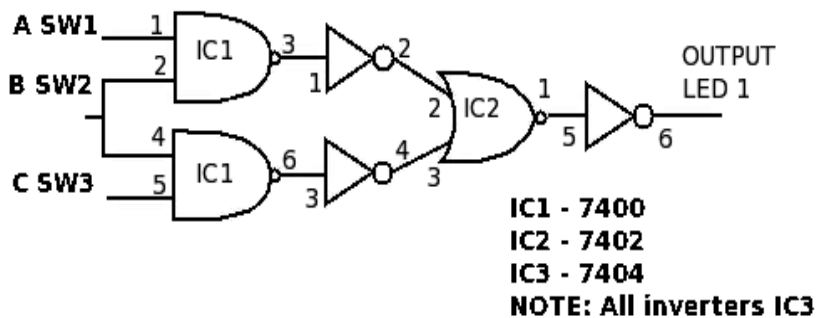 A SW1
1
2
IC1
3
1
2
B SW2
4
5
IC1
6
3
4
C SW3
2
3
IC2
1
5
6
OUTPUT
LED 1
IC1 - 7400
IC2 - 7402
IC3 - 7404
NOTE: All inverters IC3